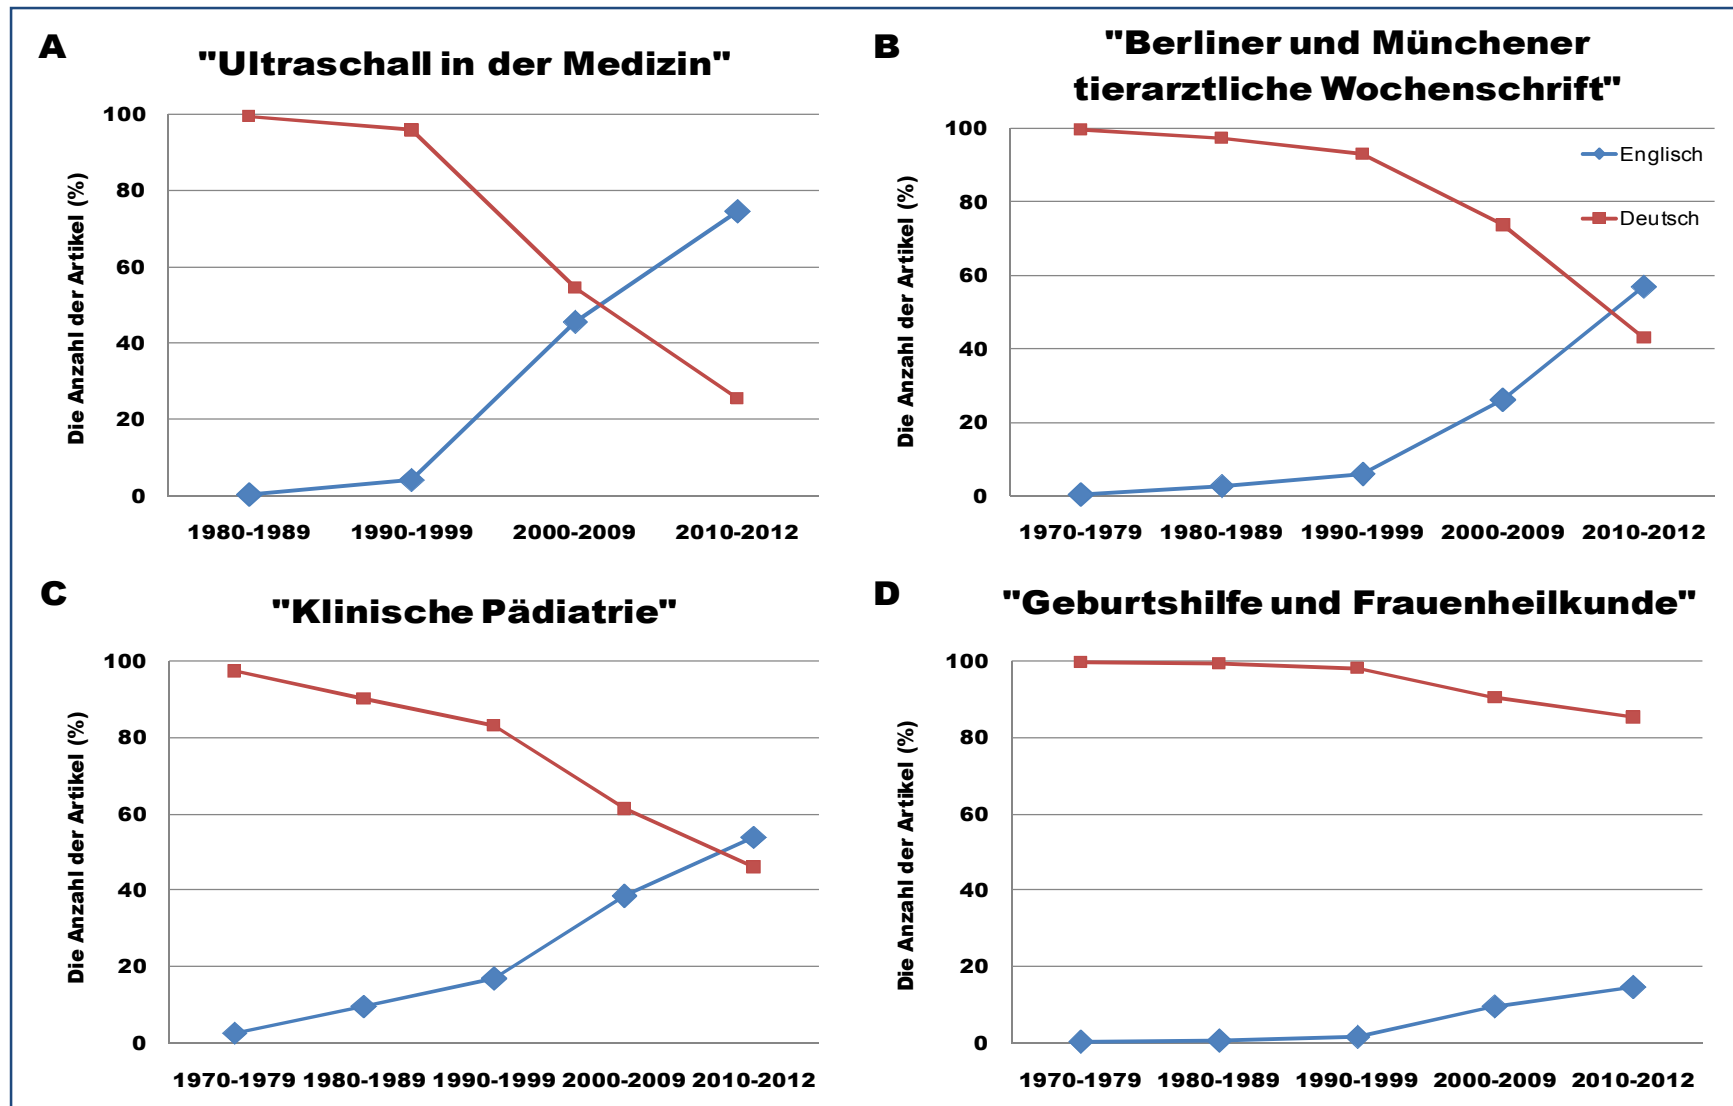 A
"Ultraschall in der Medizin"
Die Anzahl der Artikel (%)
100
80
60
40
20
0
1980-1989 1990-1999 2000-2009 2010-2012
B
"Berliner und Münchener
tierarztliche Wochenschrift"
Die Anzahl der Artikel (%)
100
80
60
40
20
0
Englisch
Deutsch
1970-1979 1980-1989 1990-1999 2000-2009 2010-2012
C
"Klinische Pädiatrie"
Die Anzahl der Artikel (%)
100
80
60
40
20
0
1970-1979 1980-1989 1990-1999 2000-2009 2010-2012
D
"Geburtshilfe und Frauenheilkunde"
Die Anzahl der Artikel (%)
100
80
60
40
20
0
1970-1979 1980-1989 1990-1999 2000-2009 2010-2012